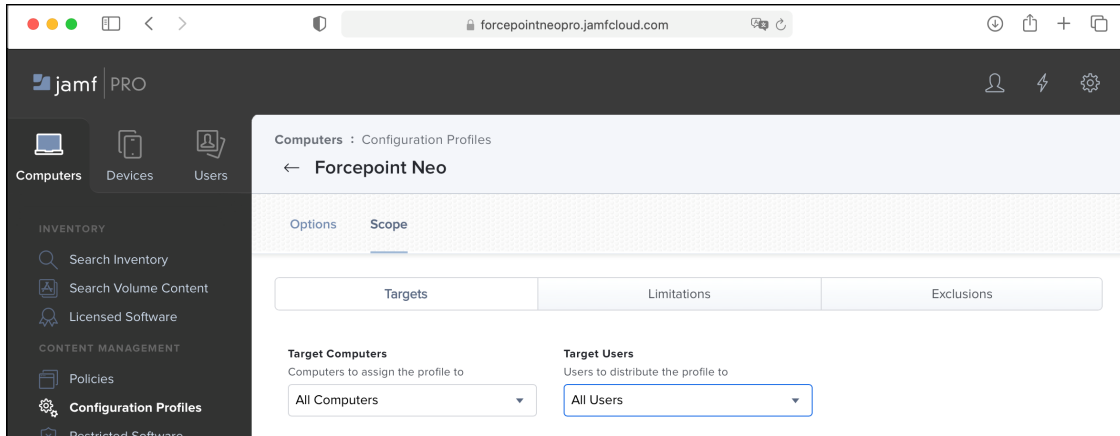 forcepointneopro.jamfcloud.com
jamf PRO
Computers
Devices
Users
INVENTORY
Search Inventory
Search Volume Content
Licensed Software
CONTENT MANAGEMENT
Policies
Configuration Profiles
Restricted Software
Computers : Configuration Profiles
← Forcepoint Neo
Options Scope
Targets Limitations Exclusions
Target Computers
Computers to assign the profile to
All Computers
Target Users
Users to distribute the profile to
All Users